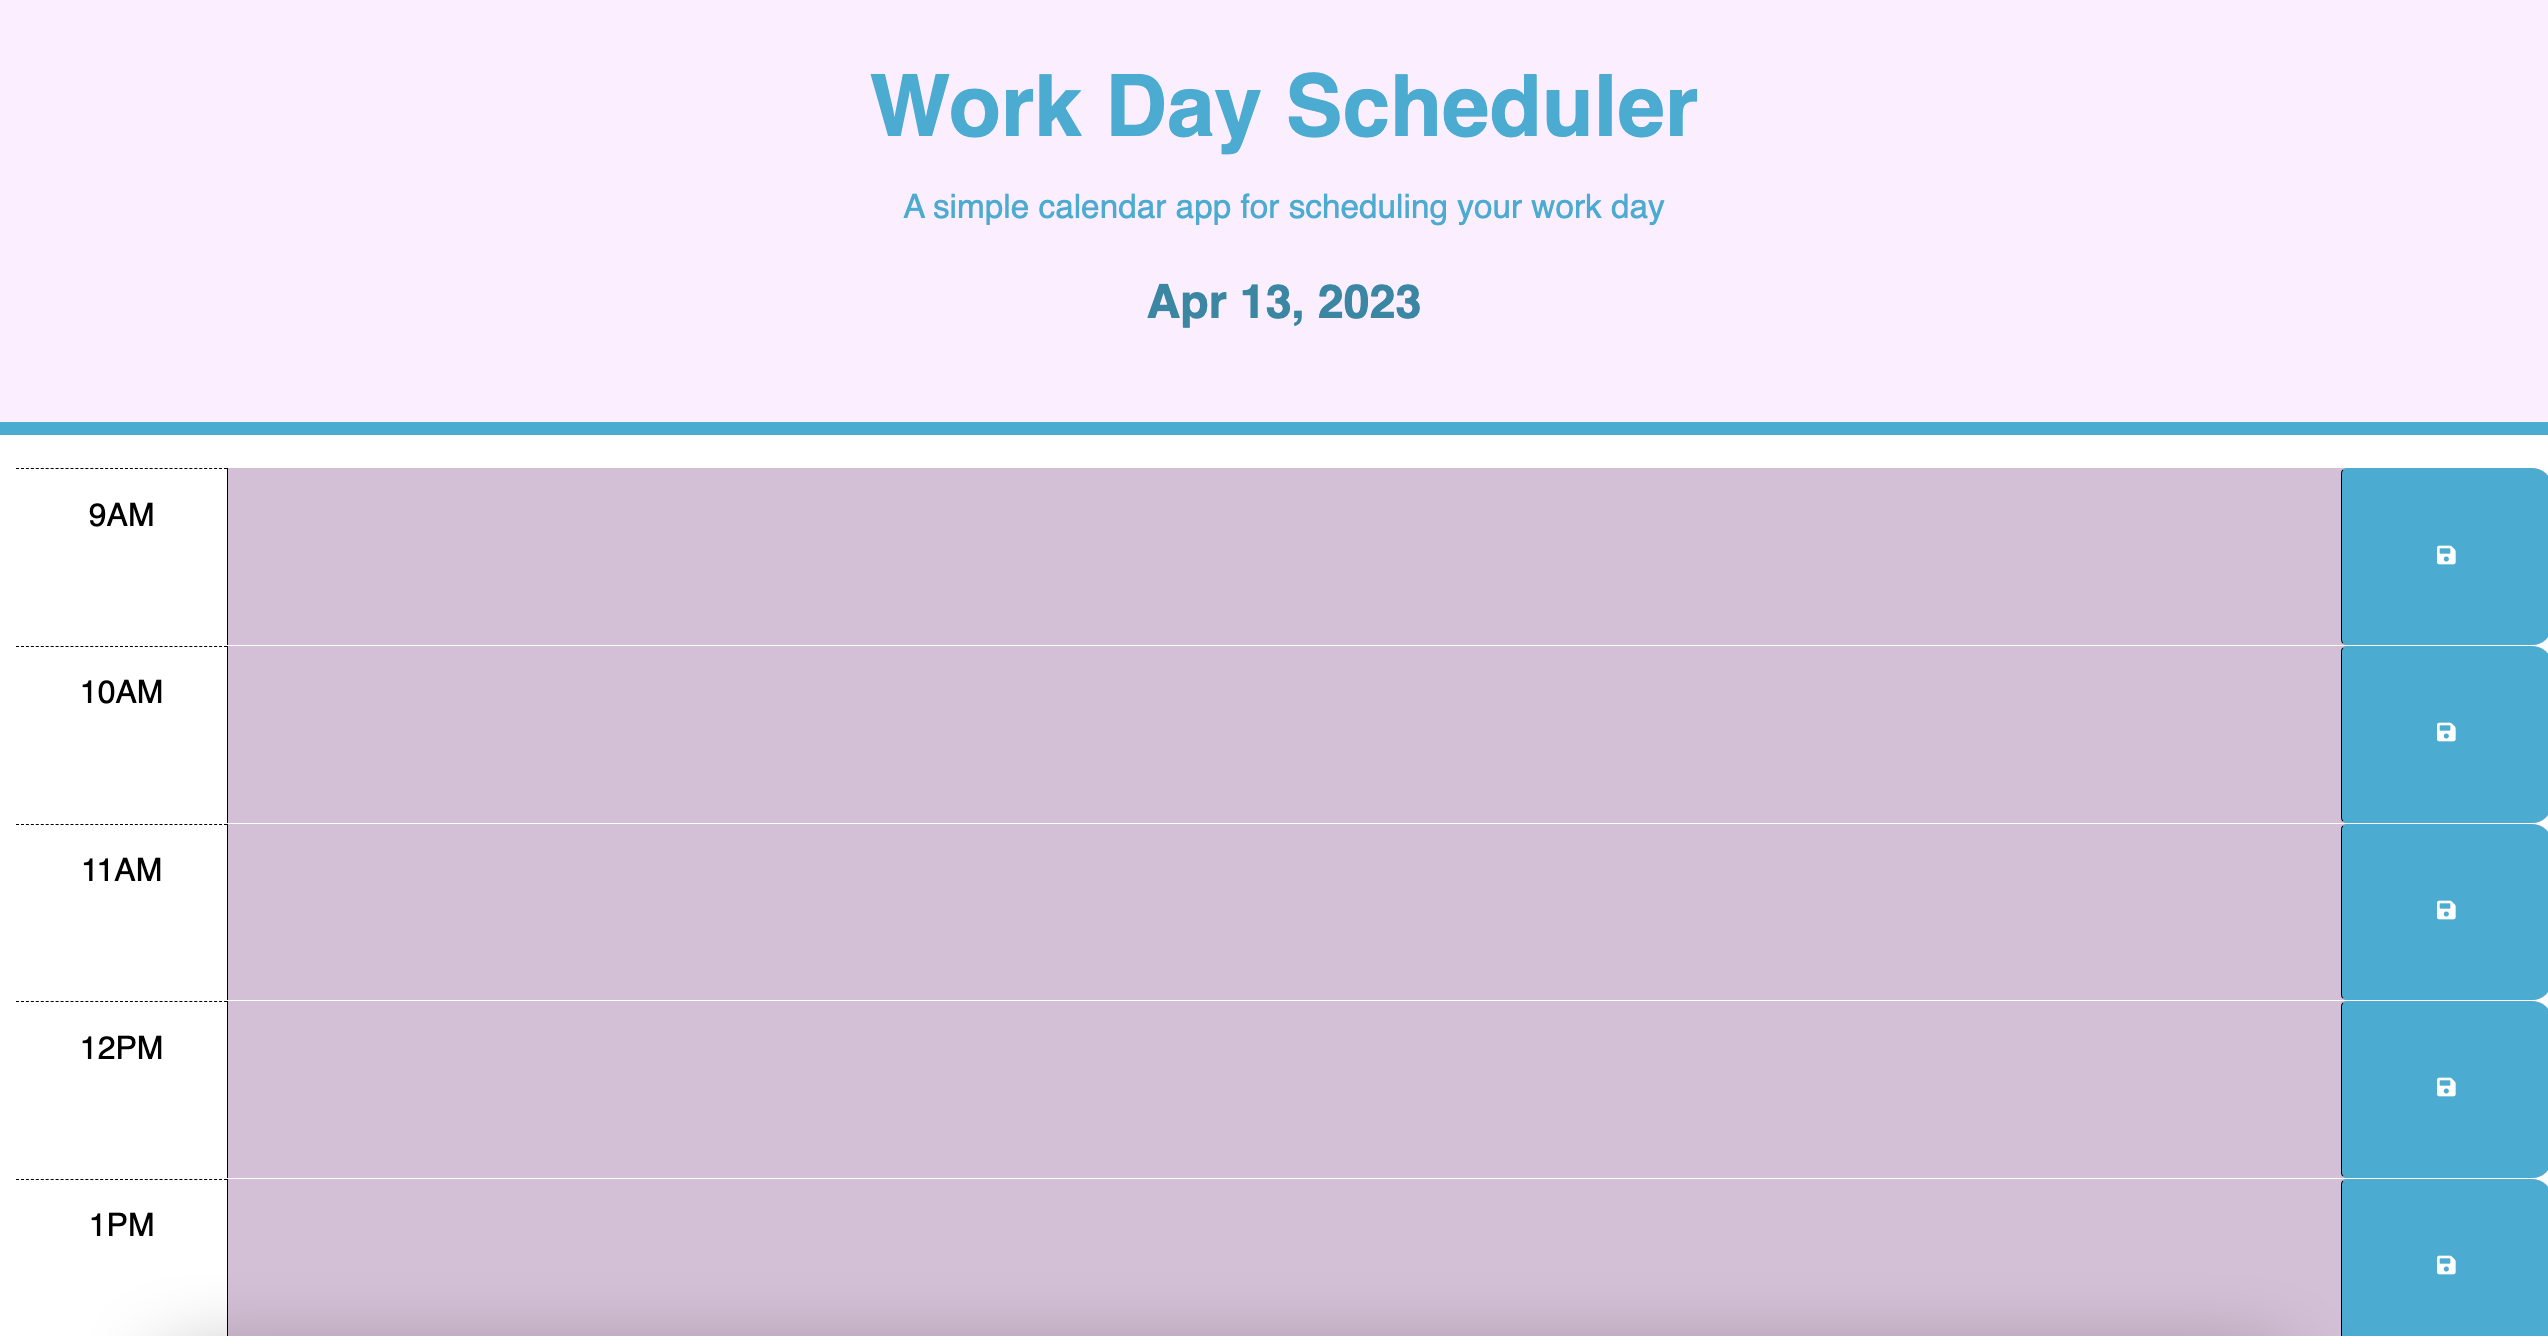 Work Day Scheduler
A simple calendar app for scheduling your work day
Apr 13, 2023
9AM
10AM
11AM
12PM
1PM